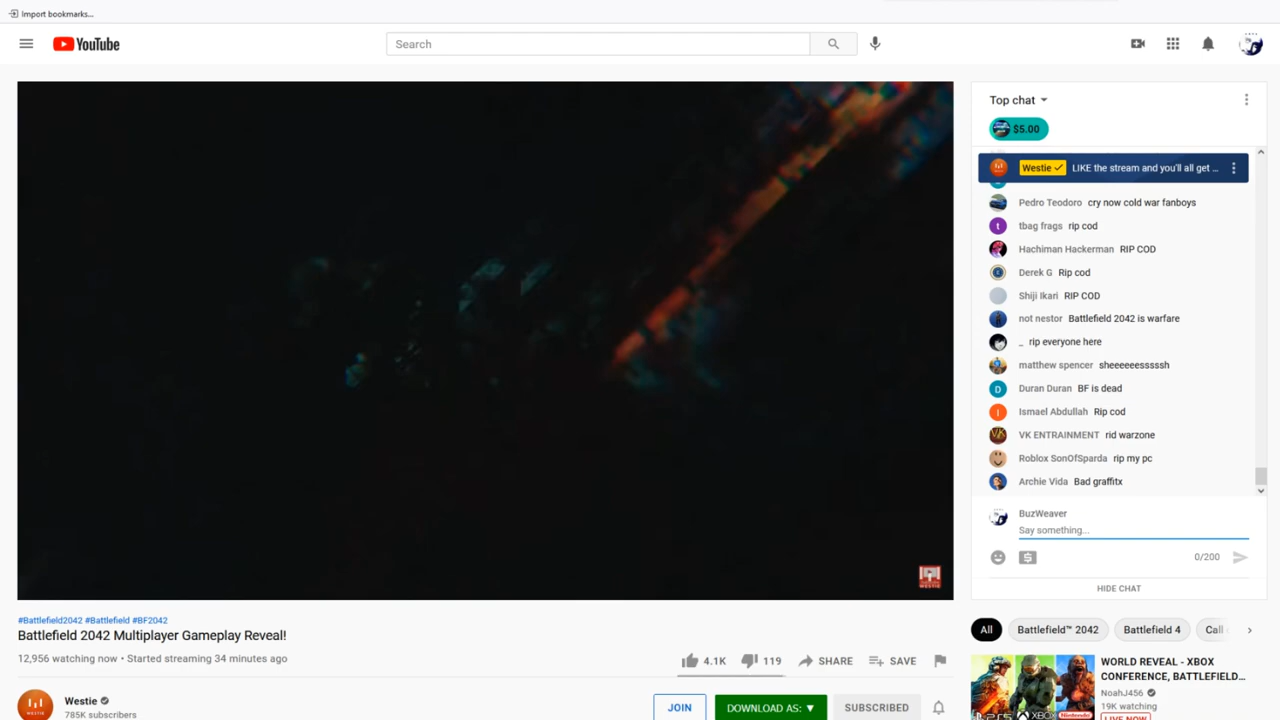 Import bookmarks...
YouTube
Search
Top chat
$5.00
Westie LIKE the stream and you'll all get ...
Pedro Teodoro cry now cold war fanboys
tbag frags rip cod
Hachiman Hackerman RIP COD
Derek G Rip cod
Shiji Ikari RIP COD
not nestor Battlefield 2042 is warfare
_ rip everyone here
matthew spencer sheeeeeesssssh
Duran Duran BF is dead
Ismael Abdullah Rip cod
VK ENTRAINMENT rid warzone
Roblox SonOfSparda rip my pc
Archie Vida Bad graffitx
BuzWeaver
Say something...
0/200
HIDE CHAT
WESTIE
#Battlefield2042 #Battlefield #BF2042
Battlefield 2042 Multiplayer Gameplay Reveal!
12,956 watching now • Started streaming 34 minutes ago
4.1K 119 SHARE SAVE
Westie
785K subscribers
JOIN DOWNLOAD AS: ▼ SUBSCRIBED
All Battlefield™ 2042 Battlefield 4 Call
WORLD REVEAL - XBOX
CONFERENCE, BATTLEFIELD...
NoahJ456
19K watching
LIVE NOW
PS5 XBOX Nintendo